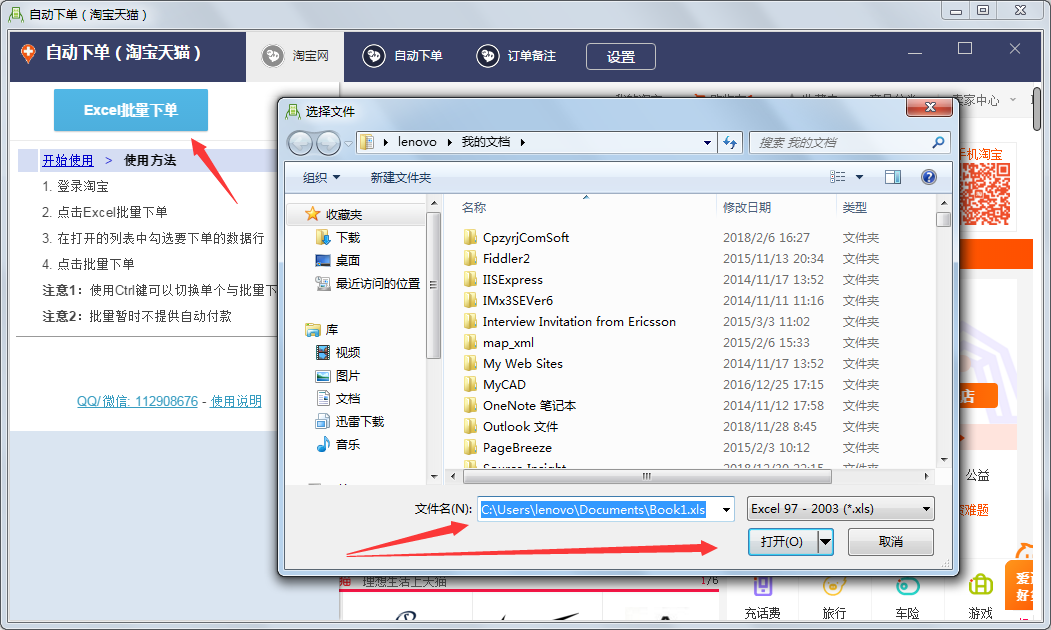 自动下单（淘宝天猫）
自动下单（淘宝天猫）
淘宝网
自动下单
订单备注
设置
Excel批量下单
开始使用 > 使用方法
1. 登录淘宝
2. 点击Excel批量下单
3. 在打开的列表中勾选要下单的数据行
4. 点击批量下单
注意1：使用Ctrl键可以切换单个与批量下
注意2：批量暂时不提供自动付款
QQ/微信: 112908676 - 使用说明
选择文件
lenovo
我的文档
搜索 我的文档
组织
新建文件夹
收藏夹
下载
桌面
最近访问的位置
库
视频
图片
文档
迅雷下载
音乐
名称 修改日期 类型
CpzyrjComSoft 2018/2/6 16:27 文件夹
Fiddler2 2015/11/13 20:34 文件夹
IISExpress 2014/11/17 13:52 文件夹
IMx3SEVer6 2014/11/11 11:16 文件夹
Interview Invitation from Ericsson 2015/3/3 11:02 文件夹
map_xml 2015/2/6 15:33 文件夹
My Web Sites 2014/11/17 13:52 文件夹
MyCAD 2016/12/25 17:15 文件夹
OneNote 笔记本 2014/11/12 17:58 文件夹
Outlook 文件 2018/11/28 8:45 文件夹
PageBreeze 2015/2/3 10:12 文件夹
文件名(N):
C:\Users\lenovo\Documents\Book1.xls
Excel 97 - 2003 (*.xls)
打开(O)
取消
卖家中心
手机淘宝
店
公益
难题
猫 理想生活上天猫
1/6
充话费
旅行
车险
游戏